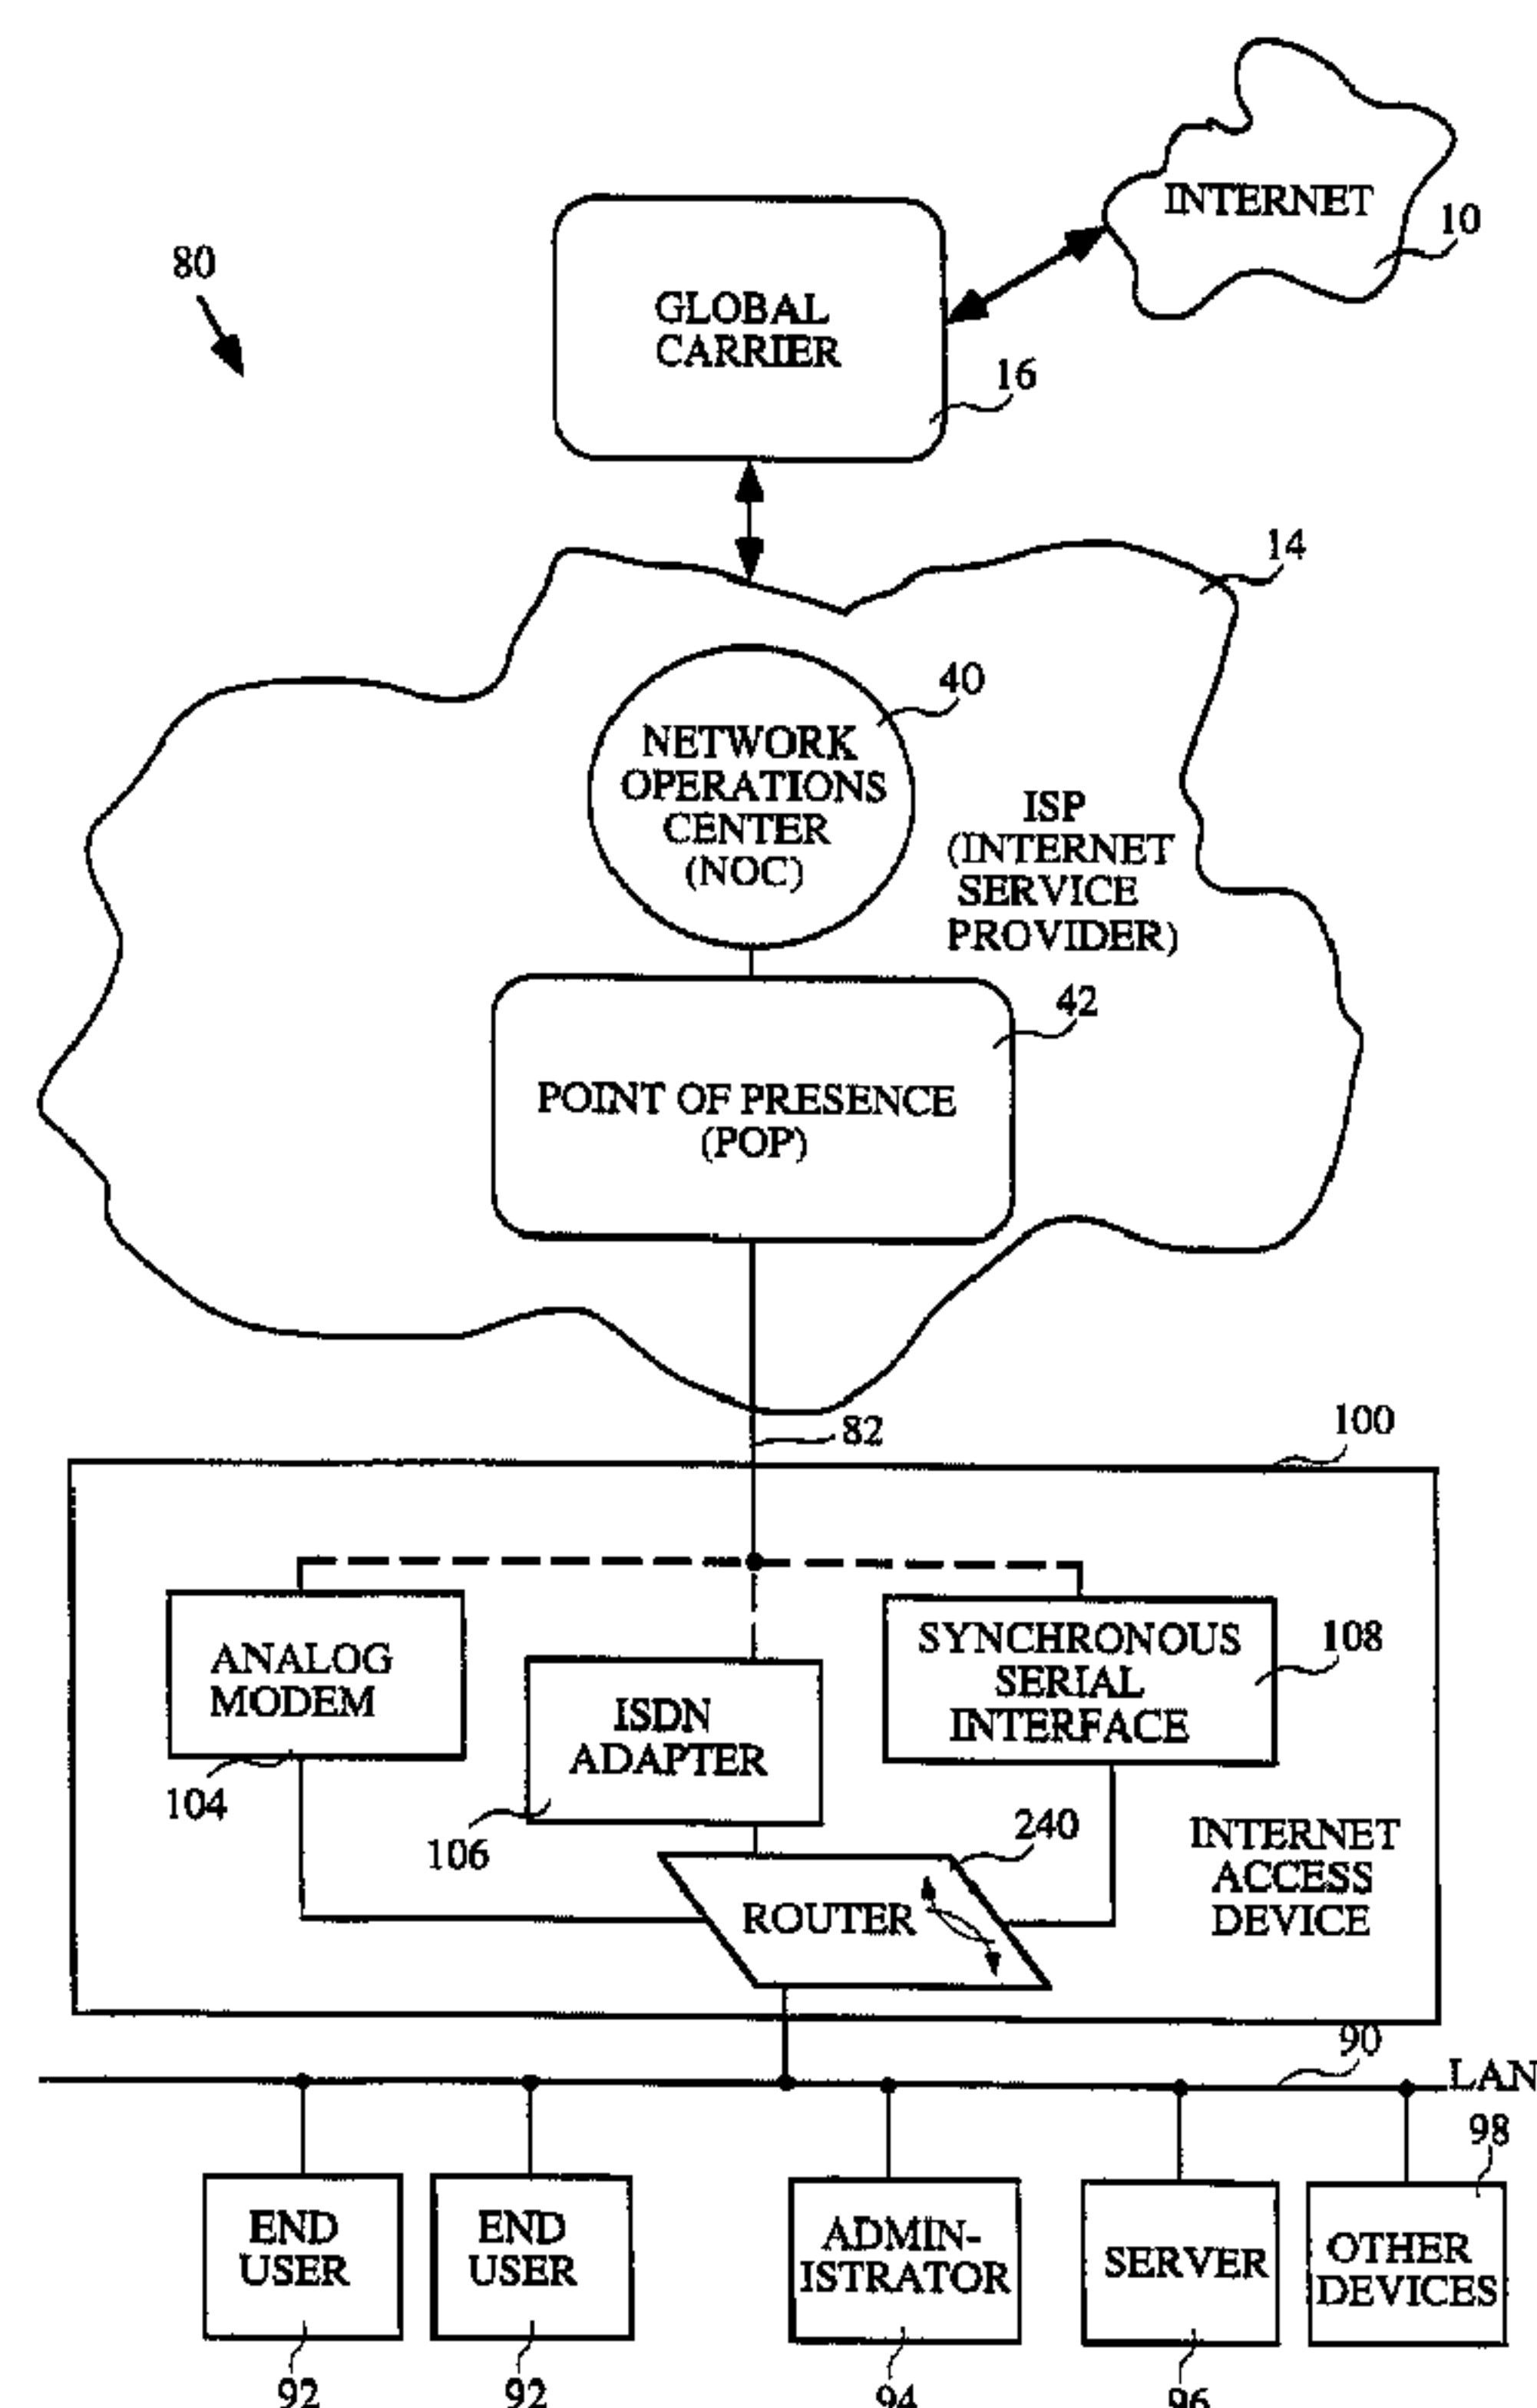 INTERNET
10
80
GLOBAL
CARRIER
16
14
40
NETWORK
OPERATIONS
CENTER
(NOC)
ISP
(INTERNET
SERVICE
PROVIDER)
42
POINT OF PRESENCE
(POP)
82
100
ANALOG
MODEM
104
ISDN
ADAPTER
106
SYNCHRONOUS
SERIAL
INTERFACE
108
240
ROUTER
INTERNET
ACCESS
DEVICE
90
LAN
98
END
USER
92
END
USER
92
ADMIN-
ISTRATOR
94
SERVER
96
OTHER
DEVICES